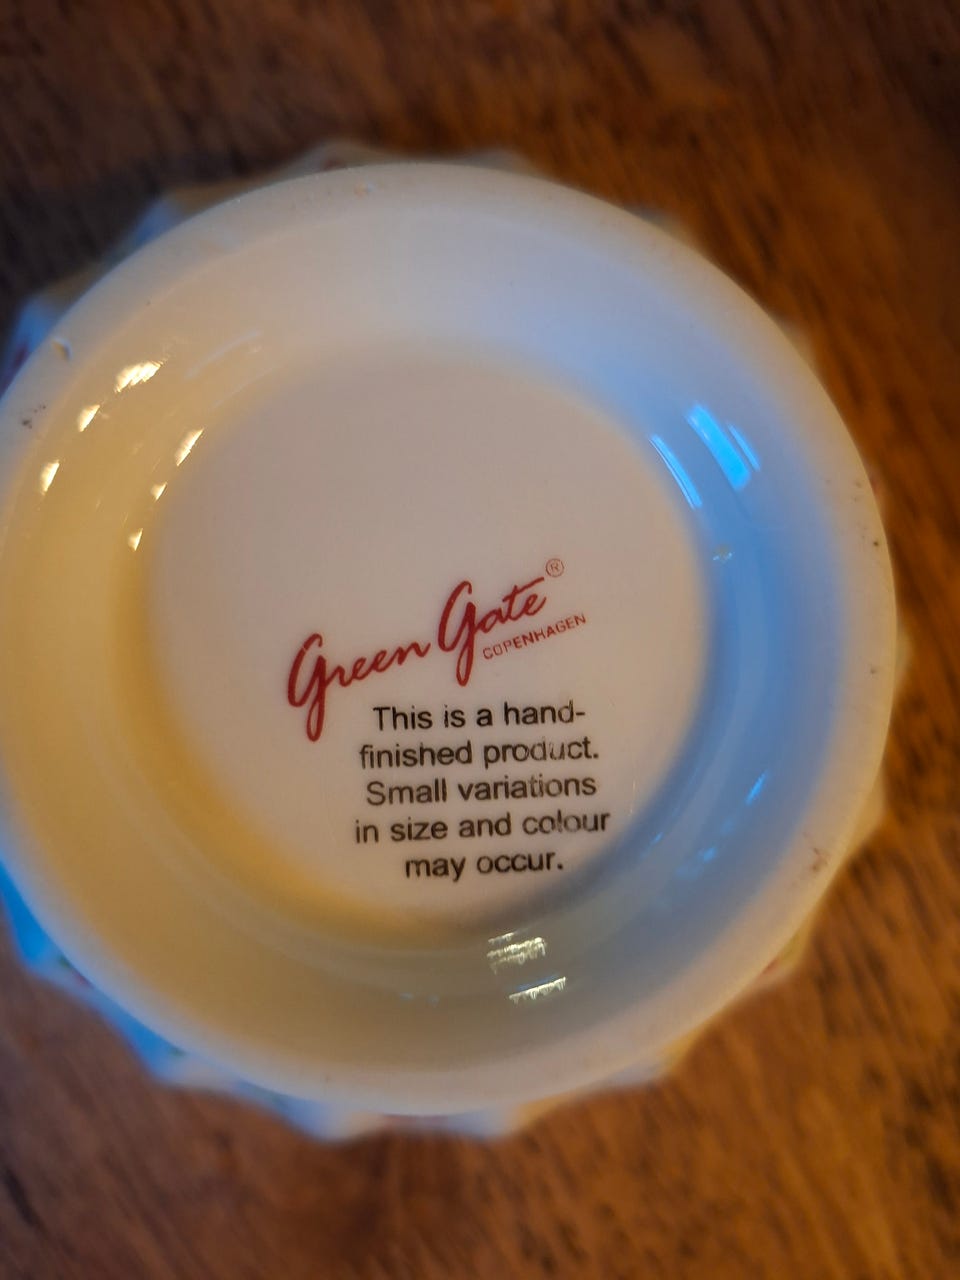 Green Gate®
COPENHAGEN
This is a hand-
finished product.
Small variations
in size and colour
may occur.